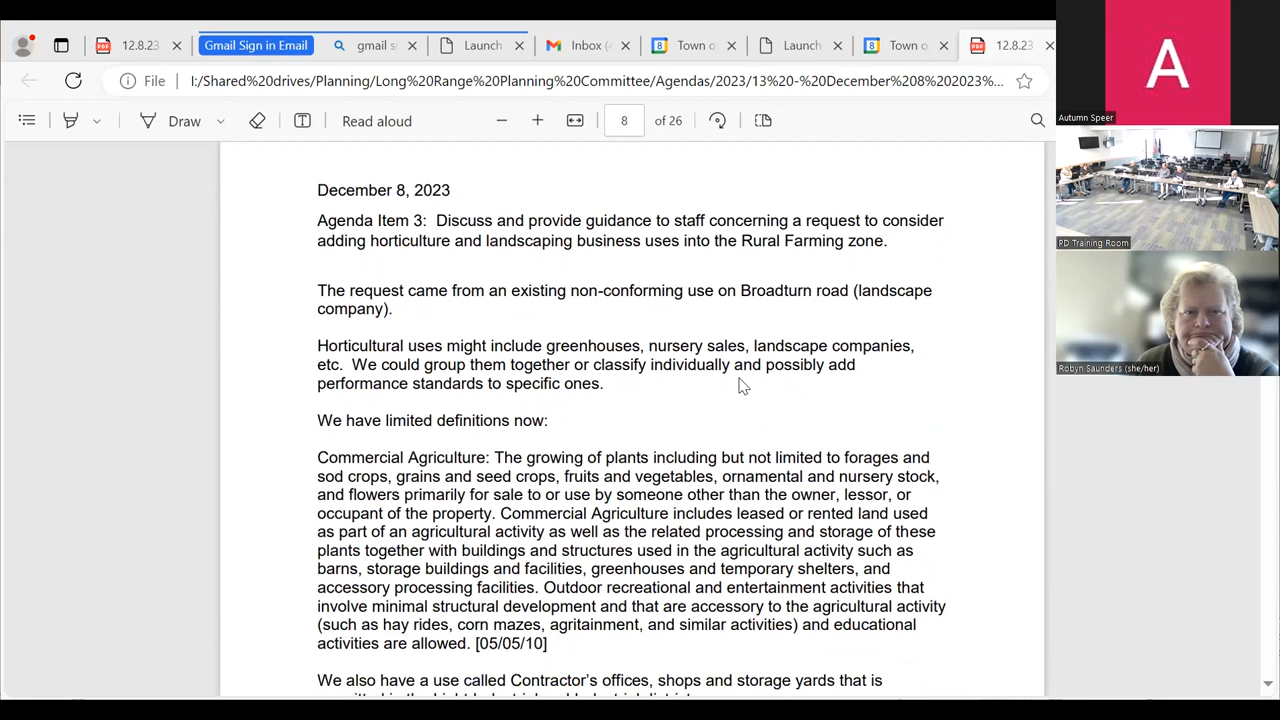 12.8.23
Gmail Sign in Email
gmail s
Launch
Inbox (
Town o
Launch
Town o
12.8.23
File
I:/Shared%20drives/Planning/Long%20Range%20Planning%20Committee/Agendas/2023/13%20-%20December%208%202023%...
Draw
Read aloud
8 of 26
December 8, 2023
Agenda Item 3: Discuss and provide guidance to staff concerning a request to consider
adding horticulture and landscaping business uses into the Rural Farming zone.
The request came from an existing non-conforming use on Broadturn road (landscape
company).
Horticultural uses might include greenhouses, nursery sales, landscape companies,
etc. We could group them together or classify individually and possibly add
performance standards to specific ones.
We have limited definitions now:
Commercial Agriculture: The growing of plants including but not limited to forages and
sod crops, grains and seed crops, fruits and vegetables, ornamental and nursery stock,
and flowers primarily for sale to or use by someone other than the owner, lessor, or
occupant of the property. Commercial Agriculture includes leased or rented land used
as part of an agricultural activity as well as the related processing and storage of these
plants together with buildings and structures used in the agricultural activity such as
barns, storage buildings and facilities, greenhouses and temporary shelters, and
accessory processing facilities. Outdoor recreational and entertainment activities that
involve minimal structural development and that are accessory to the agricultural activity
(such as hay rides, corn mazes, agritainment, and similar activities) and educational
activities are allowed. [05/05/10]
We also have a use called Contractor's offices, shops and storage yards that is
A
Autumn Speer
PD Training Room
Robyn Saunders (she/her)